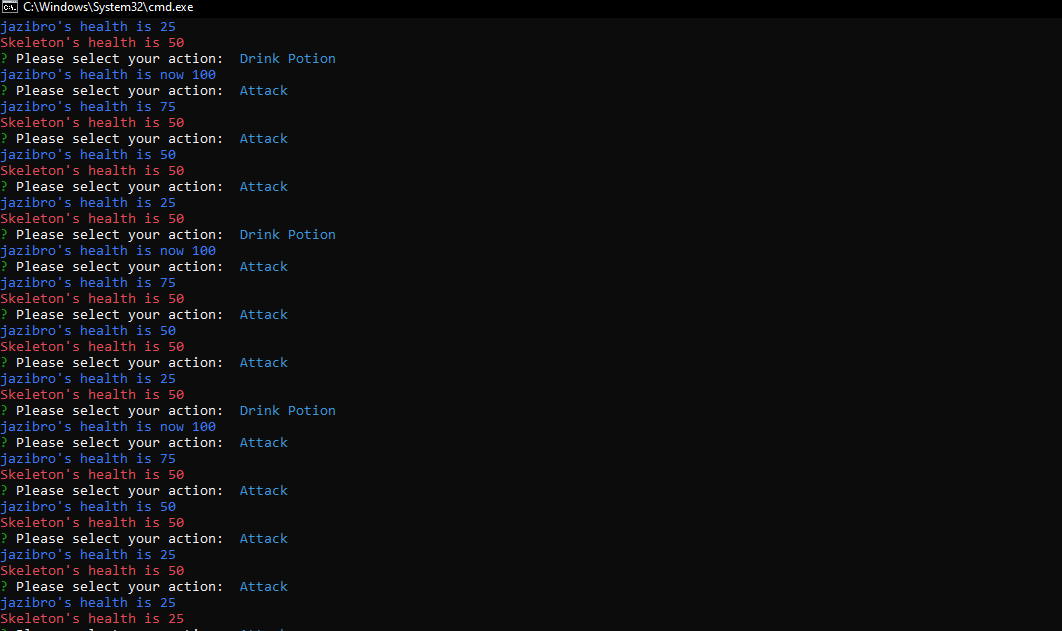 C:\Windows\System32\cmd.exe
jazibro's health is 25
Skeleton's health is 50
? Please select your action:  Drink Potion
jazibro's health is now 100
? Please select your action:  Attack
jazibro's health is 75
Skeleton's health is 50
? Please select your action:  Attack
jazibro's health is 50
Skeleton's health is 50
? Please select your action:  Attack
jazibro's health is 25
Skeleton's health is 50
? Please select your action:  Drink Potion
jazibro's health is now 100
? Please select your action:  Attack
jazibro's health is 75
Skeleton's health is 50
? Please select your action:  Attack
jazibro's health is 50
Skeleton's health is 50
? Please select your action:  Attack
jazibro's health is 25
Skeleton's health is 50
? Please select your action:  Drink Potion
jazibro's health is now 100
? Please select your action:  Attack
jazibro's health is 75
Skeleton's health is 50
? Please select your action:  Attack
jazibro's health is 50
Skeleton's health is 50
? Please select your action:  Attack
jazibro's health is 25
Skeleton's health is 50
? Please select your action:  Attack
jazibro's health is 25
Skeleton's health is 25